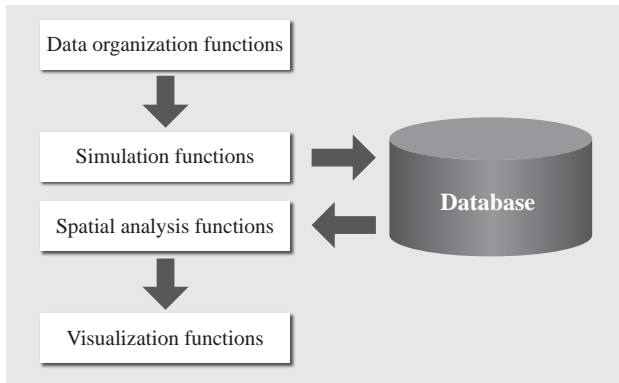 Data organization functions
Simulation functions
Database
Spatial analysis functions
Visualization functions